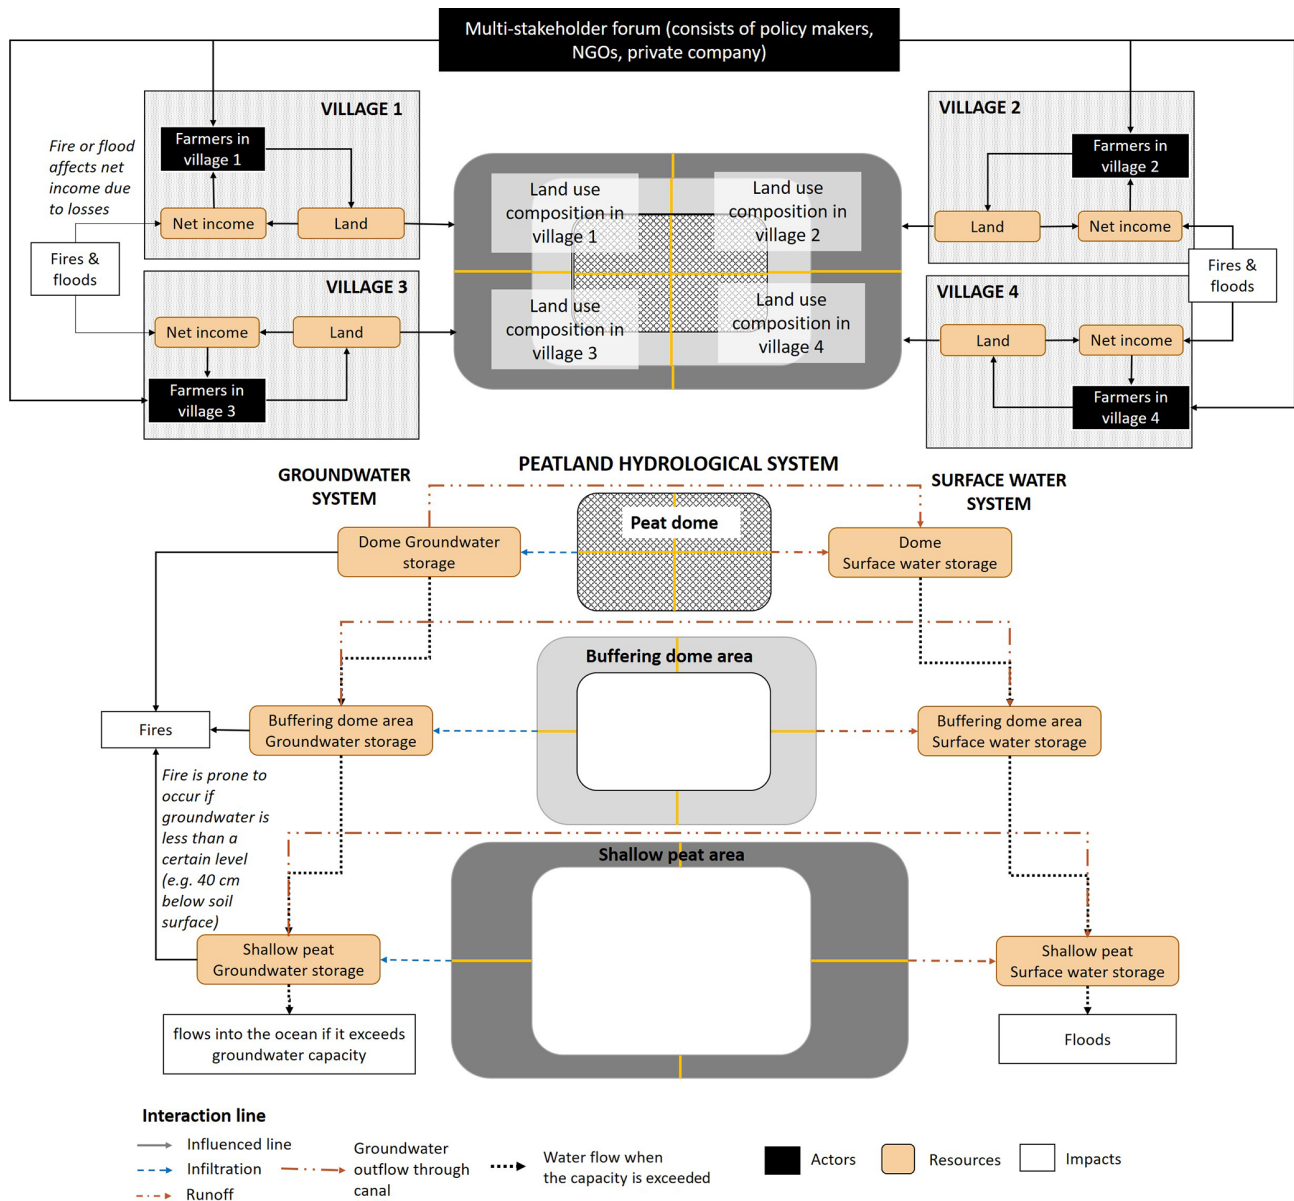 Multi-stakeholder forum (consists of policy makers,
NGOs, private company)
VILLAGE 1
Farmers in
village 1
Net income
Land
Fire or flood
affects net
income due
to losses
Fires &
floods
VILLAGE 3
Net income
Land
Farmers in
village 3
Land use
composition in
village 1
Land use
composition in
village 2
Land use
composition in
village 3
Land use
composition in
village 4
VILLAGE 2
Farmers in
village 2
Land
Net income
Fires &
floods
VILLAGE 4
Land
Net income
Farmers in
village 4
PEATLAND HYDROLOGICAL SYSTEM
GROUNDWATER
SYSTEM
SURFACE WATER
SYSTEM
Peat dome
Dome Groundwater
storage
Dome
Surface water storage
Buffering dome area
Fires
Buffering dome area
Groundwater storage
Buffering dome area
Surface water storage
Fire is prone to
occur if
groundwater is
less than a
certain level
(e.g. 40 cm
below soil
surface)
Shallow peat area
Shallow peat
Groundwater storage
Shallow peat
Surface water storage
flows into the ocean if it exceeds
groundwater capacity
Floods
Interaction line
Influenced line
Infiltration
Runoff
Groundwater
outflow through
canal
Water flow when
the capacity is exceeded
Actors
Resources
Impacts